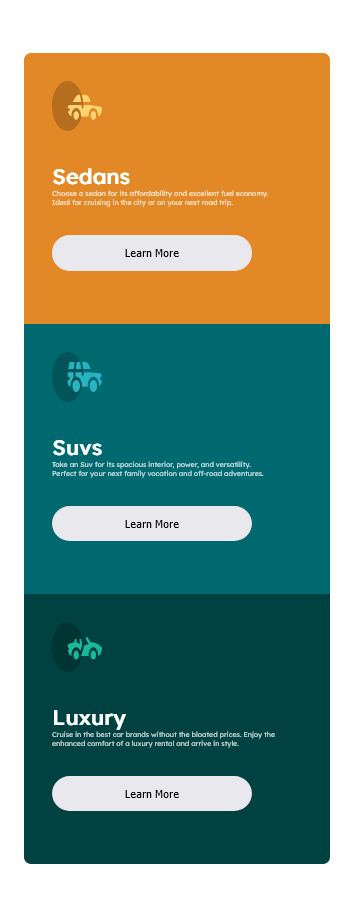 Sedans
Choose a sedan for its affordability and excellent fuel economy.
Ideal for cruising in the city or on your next road trip.
Learn More
Suvs
Take an Suv for its spacious interior, power, and versatility.
Perfect for your next family vocation and off-road adventures.
Learn More
Luxury
Cruise in the best car brands without the bloated prices. Enjoy the
enhanced comfort of a luxury rental and arrive in style.
Learn More